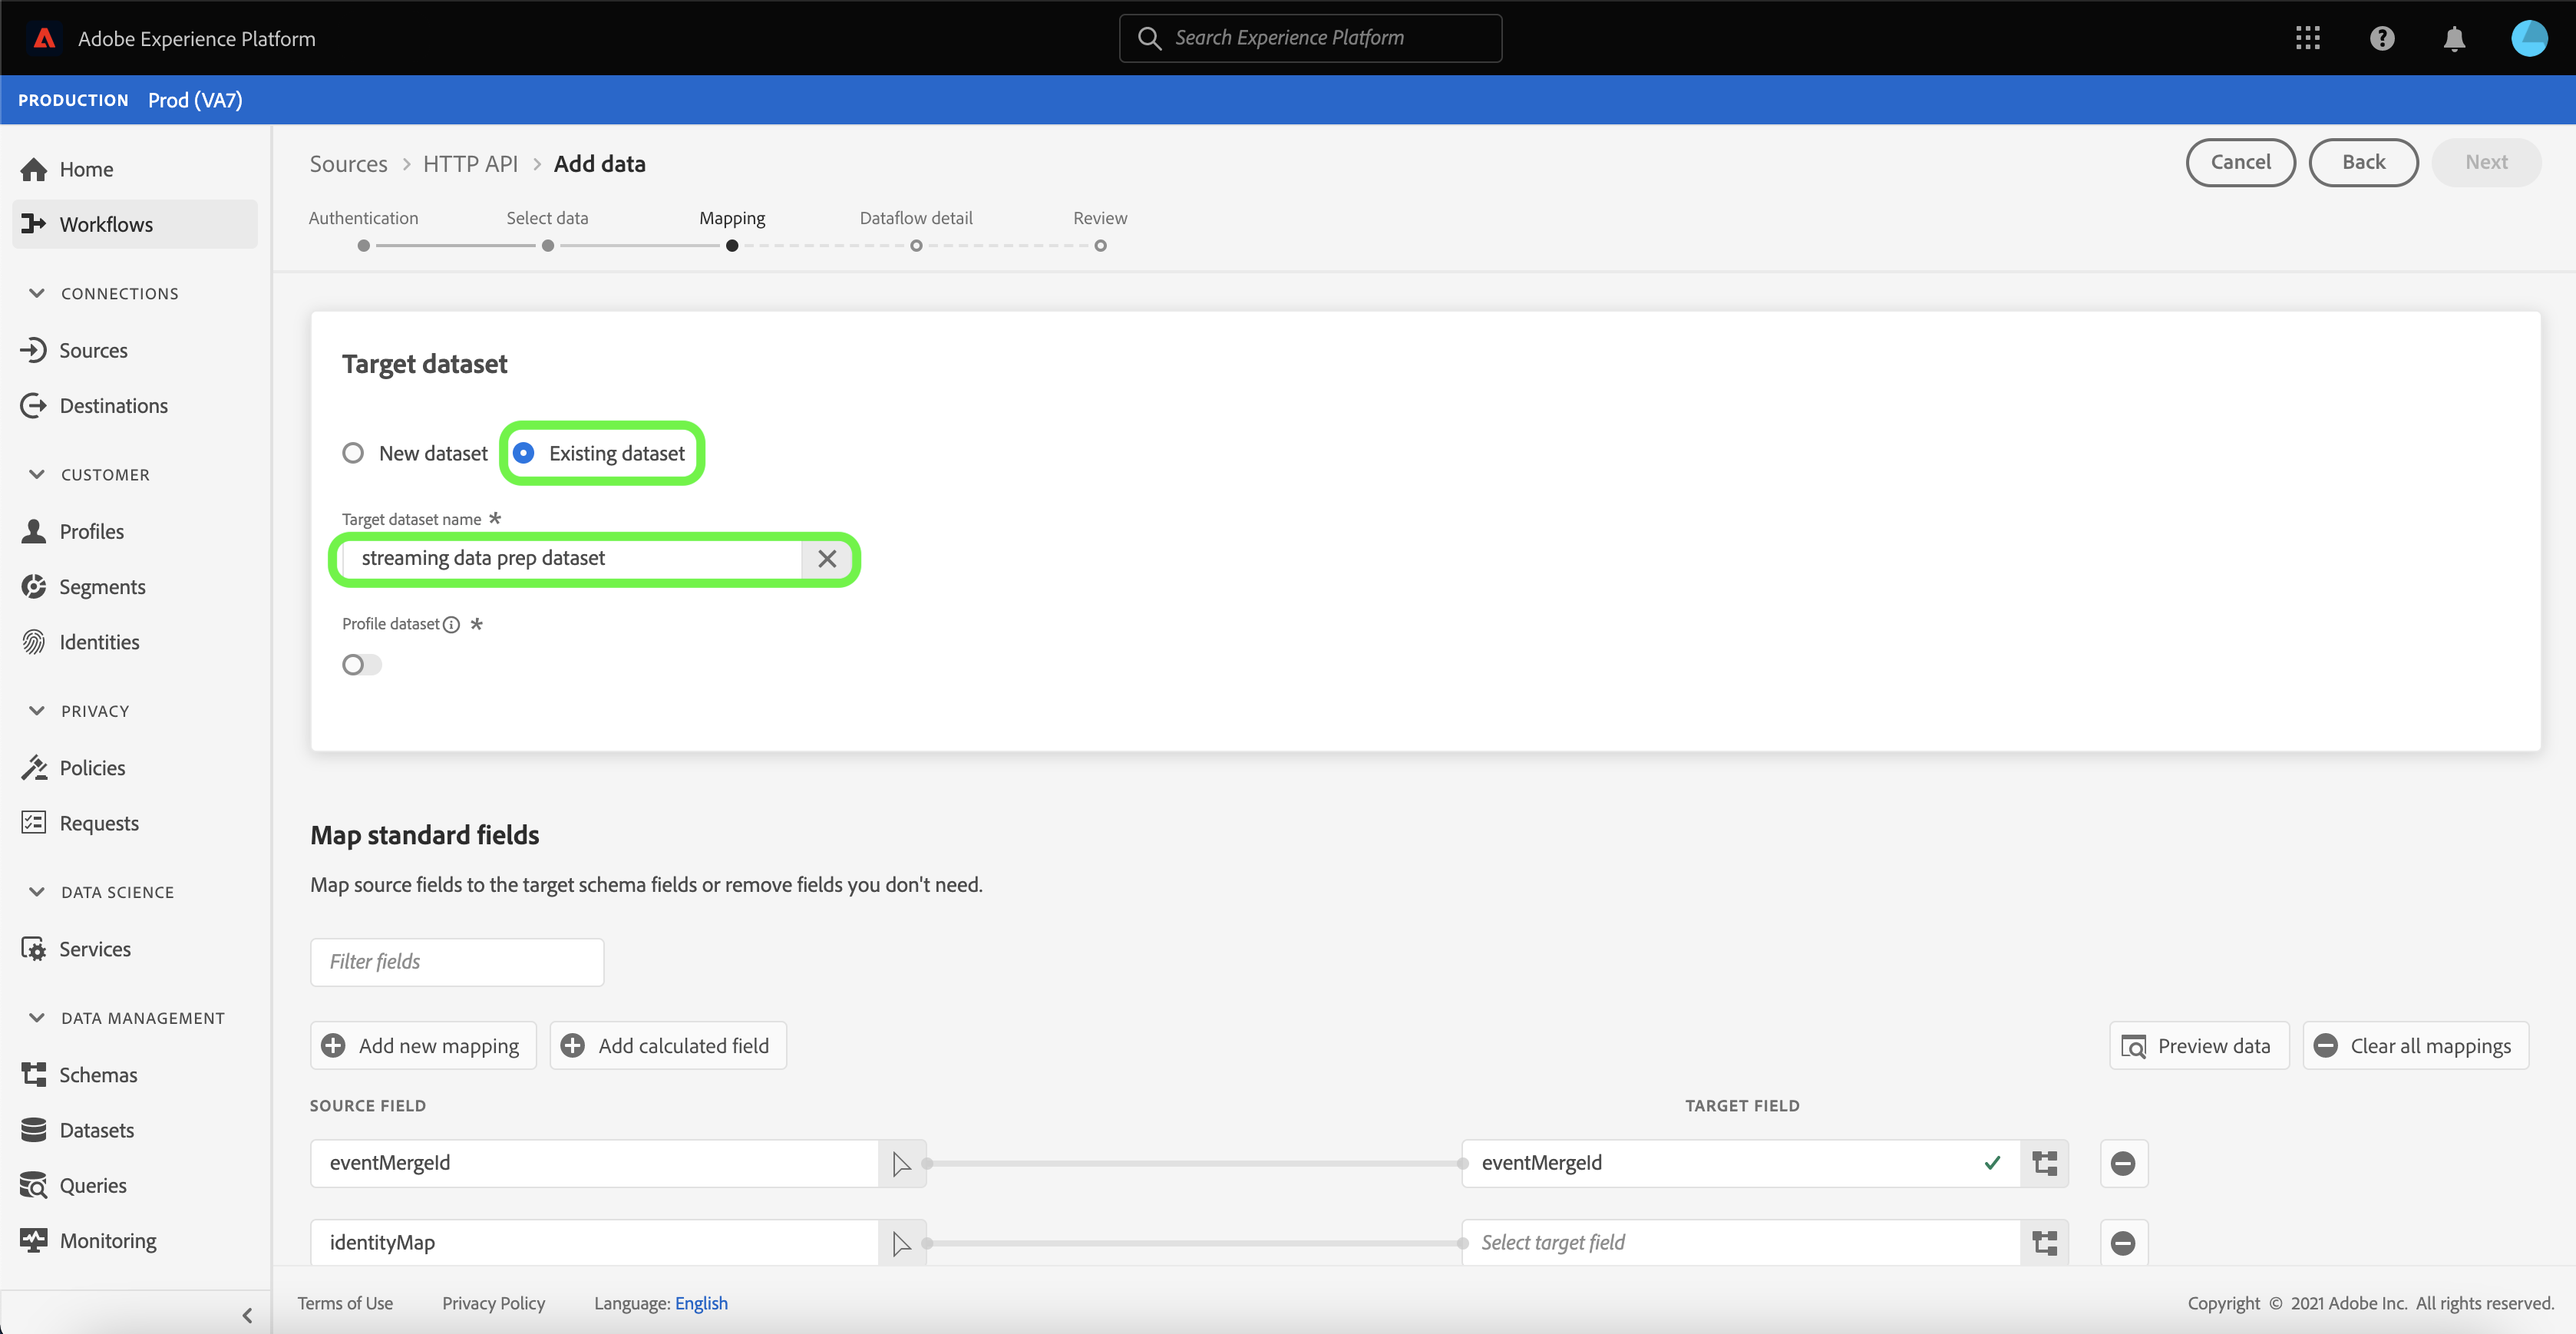 Adobe Experience Platform
Search Experience Platform
PRODUCTION Prod (VA7)
Home
Workflows
CONNECTIONS
Sources
Destinations
CUSTOMER
Profiles
Segments
Identities
PRIVACY
Policies
Requests
DATA SCIENCE
Services
DATA MANAGEMENT
Schemas
Datasets
Queries
Monitoring
Sources > HTTP API > Add data
Cancel
Back
Next
Authentication
Select data
Mapping
Dataflow detail
Review
Target dataset
New dataset
Existing dataset
Target dataset name *
streaming data prep dataset
Profile dataset *
Map standard fields
Map source fields to the target schema fields or remove fields you don't need.
Filter fields
Add new mapping
Add calculated field
Preview data
Clear all mappings
SOURCE FIELD
TARGET FIELD
eventMergeId
eventMergeId
identityMap
Select target field
Terms of Use
Privacy Policy
Language: English
Copyright © 2021 Adobe Inc. All rights reserved.